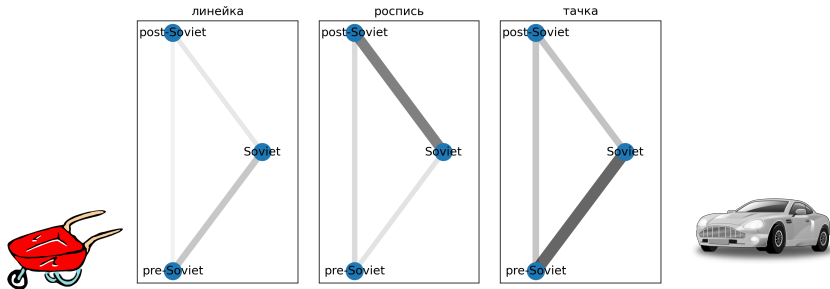 линейка
роспись
тачка
post-Soviet
post-Soviet
post-Soviet
Soviet
Soviet
Soviet
pre-Soviet
pre-Soviet
pre-Soviet